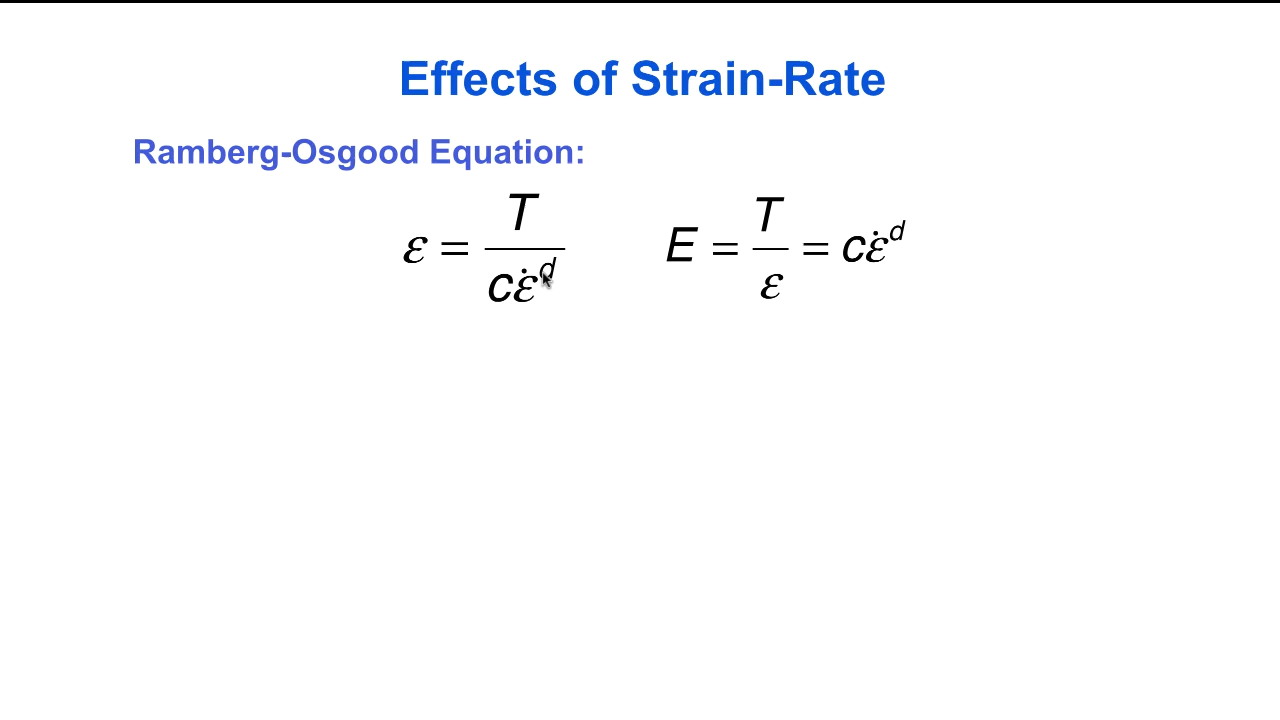 Effects of Strain-Rate
Ramberg-Osgood Equation:
ε = T / cε̇ᵈ    E = T / ε = cε̇ᵈ